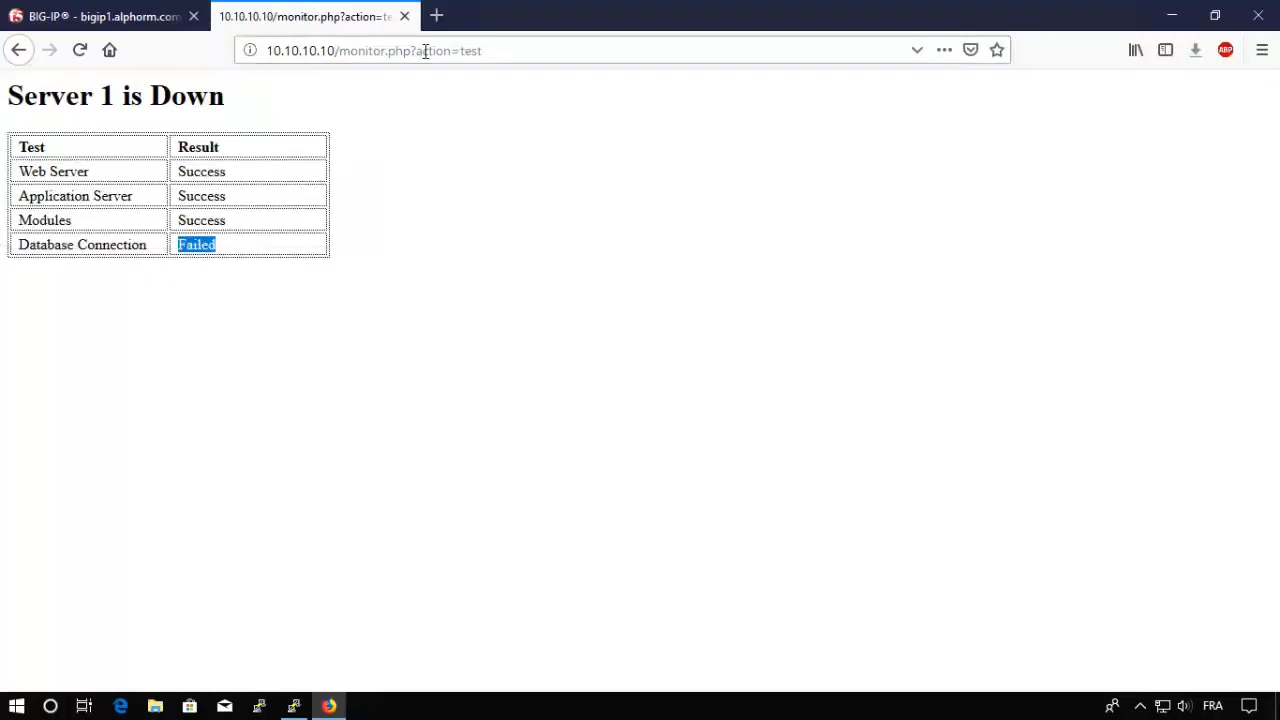 BIG-IP® - bigip1.alphorm.com
10.10.10.10/monitor.php?action=te
10.10.10.10/monitor.php?action=test
ABP
Server 1 is Down
Test Result
Web Server Success
Application Server Success
Modules Success
Database Connection Failed
FRA